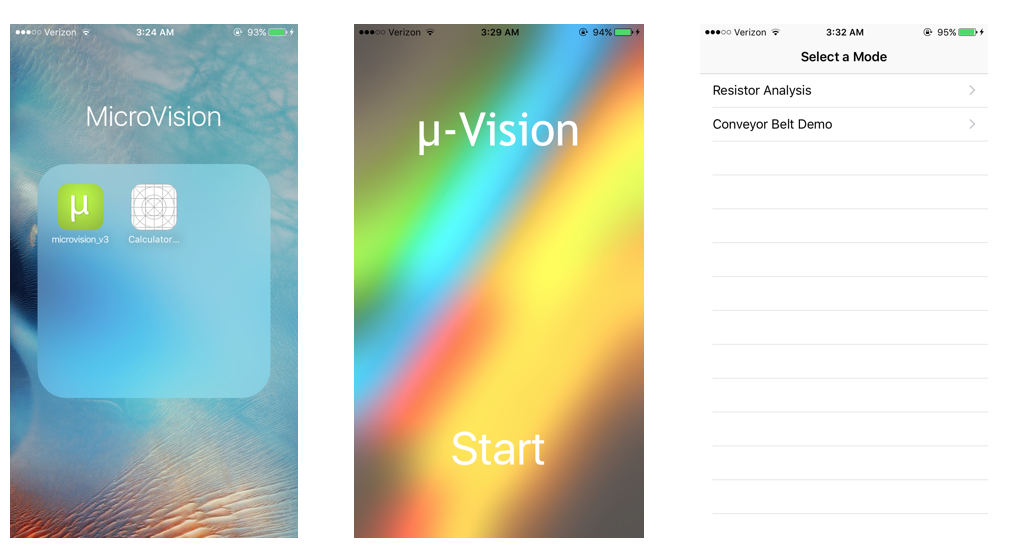 Verizon 3:24 AM 93%
MicroVision
µ
microvision_v3 Calculator...
Verizon 3:29 AM 94%
µ-Vision
Start
Verizon 3:32 AM 95%
Select a Mode
Resistor Analysis
Conveyor Belt Demo